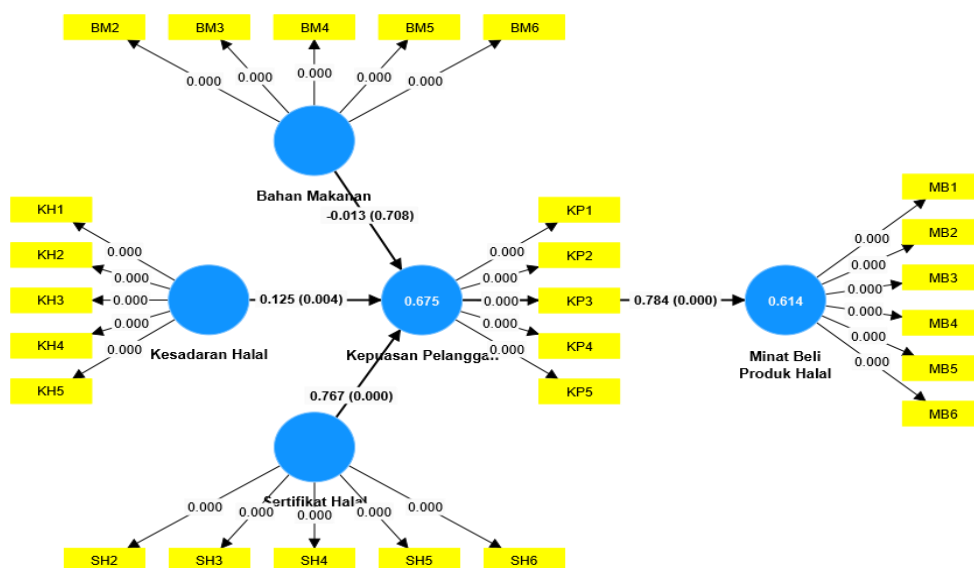 BM2 BM3 BM4 BM5 BM6
0.000 0.000 0.000 0.000 0.000
Bahan Makanan
-0.013 (0.708)
KH1
KH2
KH3
KH4
KH5
0.000
0.000
0.000
0.000
0.000
Kesadaran Halal
0.125 (0.004)
0.675
Kepuasan Pelanggan
0.767 (0.000)
KP1
KP2
KP3
KP4
KP5
0.000
0.000
0.000
0.000
0.000
0.784 (0.000)
0.614
Minat Beli
Produk Halal
MB1
MB2
MB3
MB4
MB5
MB6
0.000
0.000
0.000
0.000
0.000
0.000
Sertifikat Halal
0.000 0.000 0.000 0.000 0.000
SH2 SH3 SH4 SH5 SH6